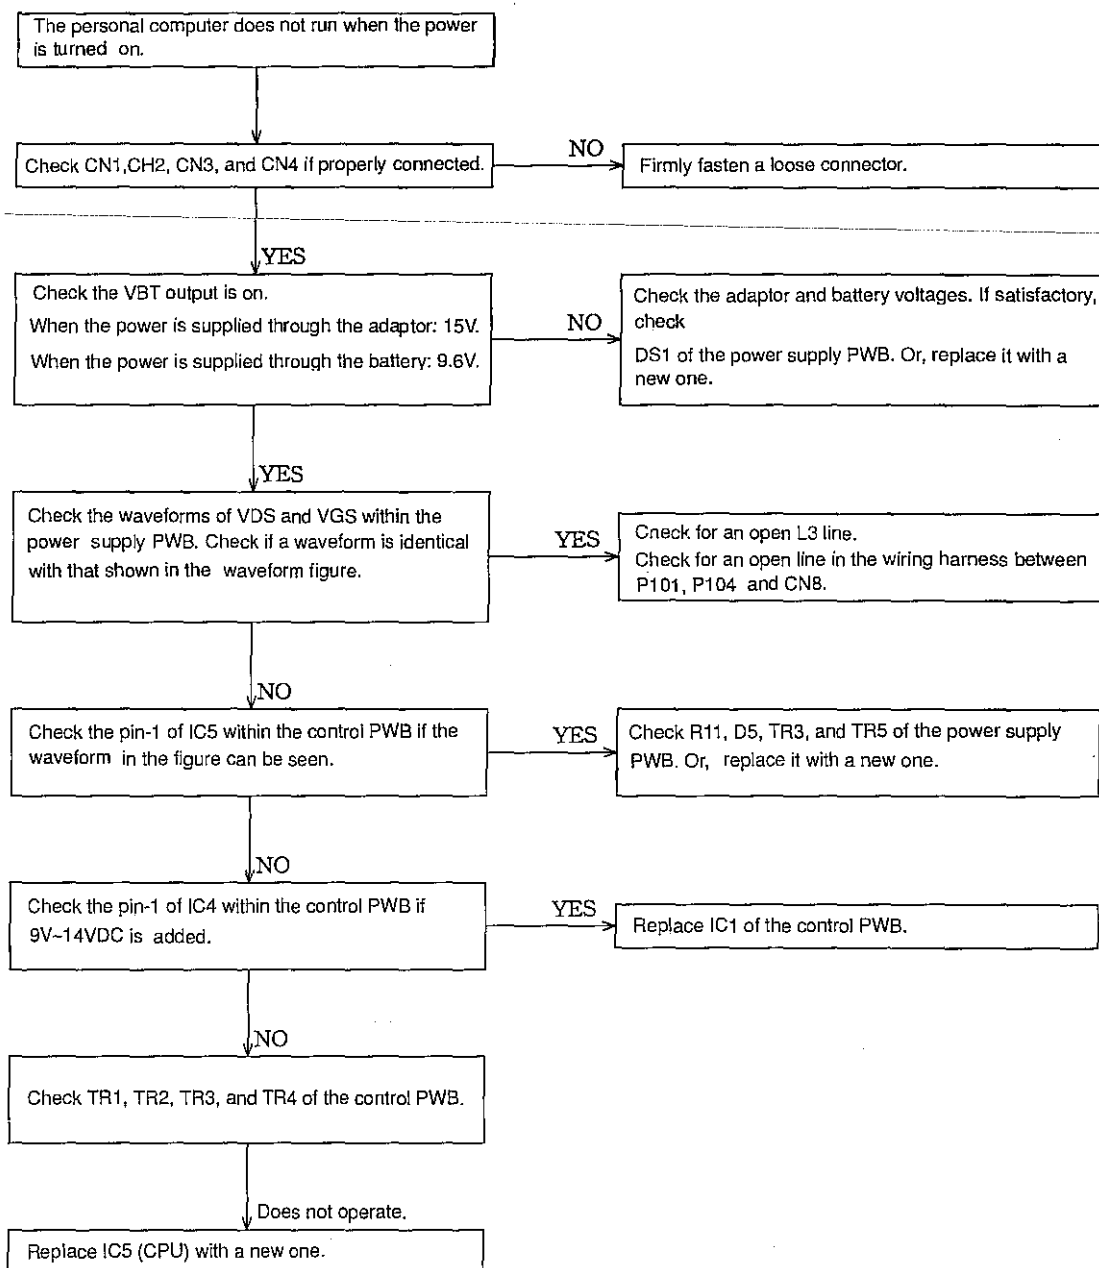 The personal computer does not run when the power
is turned on.
Check CN1,CH2, CN3, and CN4 if properly connected.
NO
Firmly fasten a loose connector.
YES
Check the VBT output is on.
When the power is supplied through the adaptor: 15V.
When the power is supplied through the battery: 9.6V.
NO
Check the adaptor and battery voltages. If satisfactory,
check
DS1 of the power supply PWB. Or, replace it with a
new one.
YES
Check the waveforms of VDS and VGS within the
power supply PWB. Check if a waveform is identical
with that shown in the waveform figure.
YES
Cneck for an open L3 line.
Check for an open line in the wiring harness between
P101, P104 and CN8.
NO
Check the pin-1 of IC5 within the control PWB if the
waveform in the figure can be seen.
YES
Check R11, D5, TR3, and TR5 of the power supply
PWB. Or, replace it with a new one.
NO
Check the pin-1 of IC4 within the control PWB if
9V~14VDC is added.
YES
Replace IC1 of the control PWB.
NO
Check TR1, TR2, TR3, and TR4 of the control PWB.
Does not operate.
Replace IC5 (CPU) with a new one.